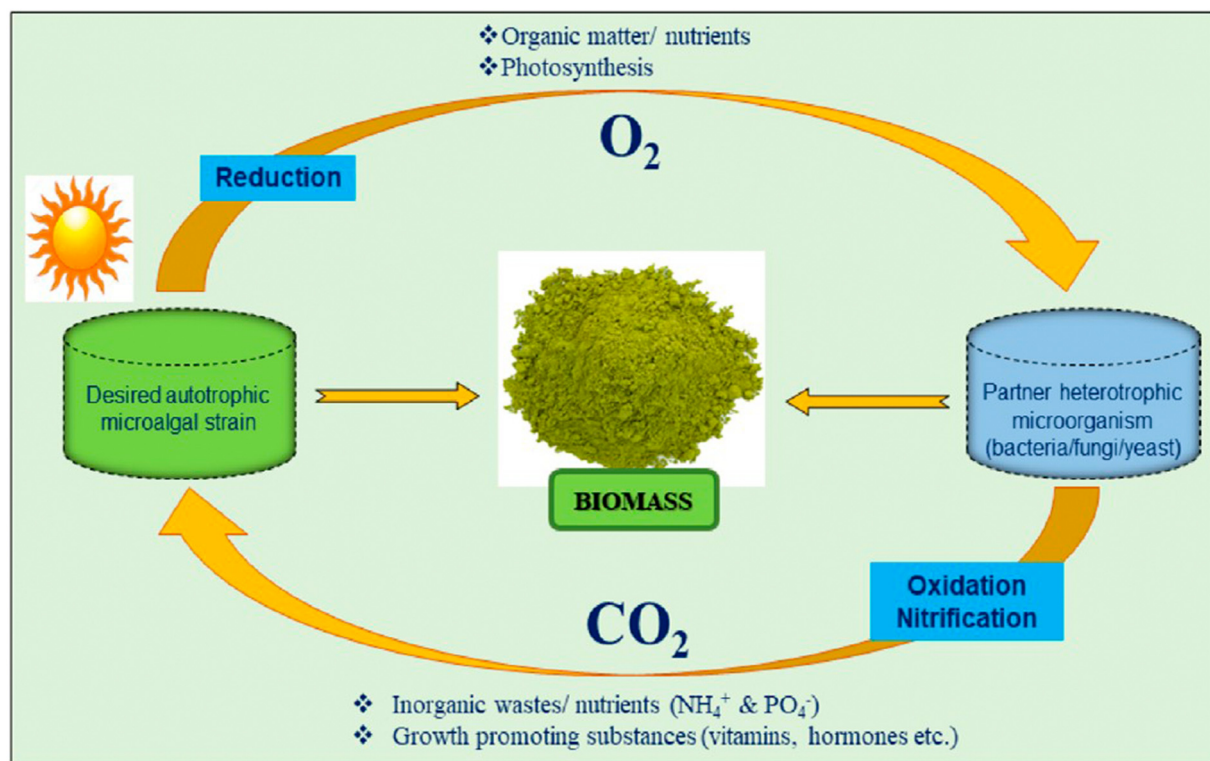 ❖Organic matter/ nutrients
❖Photosynthesis
O₂
Reduction
Desired autotrophic
microalgal strain
BIOMASS
Partner heterotrophic
microorganism
(bacteria/fungi/yeast)
Oxidation
Nitrification
CO₂
❖ Inorganic wastes/ nutrients (NH₄⁺ & PO₄⁻)
❖ Growth promoting substances (vitamins, hormones etc.)